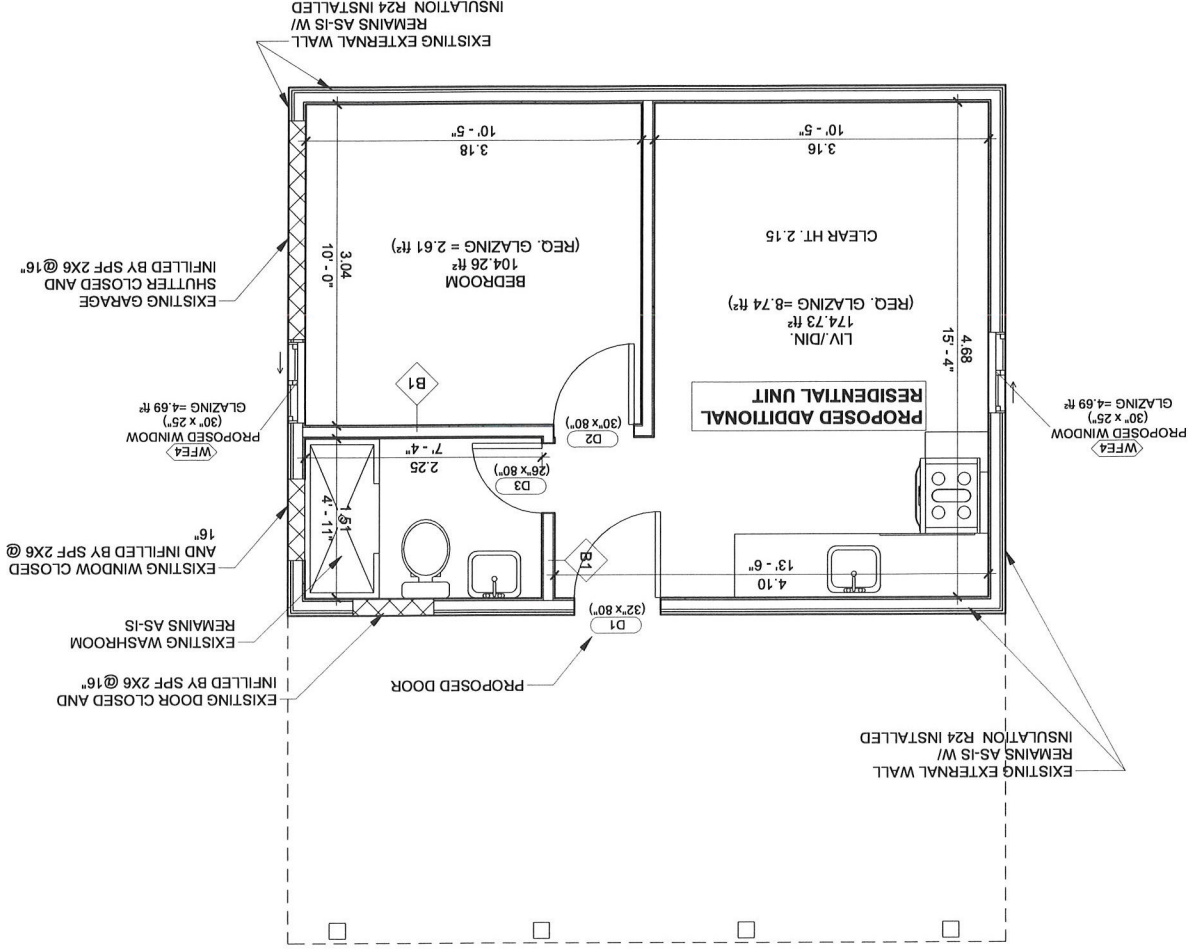 EXISTING EXTERNAL WALL
REMAINS AS-IS W/
INSULATION R24 INSTALLED
PROPOSED DOOR
EXISTING DOOR CLOSED AND
INFILLED BY SPF 2X6 @16"
D1
(32"x 80")
EXISTING WASHROOM
REMAINS AS-IS
4.10
13' - 6"
B1
1.51
4' - 11"
EXISTING WINDOW CLOSED
AND INFILLED BY SPF 2X6 @
16"
D3
(26"x 80")
2.25
7' - 4"
D2
(30"x 80")
WFE4
PROPOSED WINDOW
(30" x 25")
GLAZING =4.69 ft²
PROPOSED ADDITIONAL
RESIDENTIAL UNIT
B1
WFE4
PROPOSED WINDOW
(30" x 25")
GLAZING =4.69 ft²
4.68
15' - 4"
LIV./DIN.
174.73 ft²
(REQ. GLAZING =8.74 ft²)
BEDROOM
104.26 ft²
(REQ. GLAZING = 2.61 ft²)
3.04
10' - 0"
EXISTING GARAGE
SHUTTER CLOSED AND
INFILLED BY SPF 2X6 @16"
CLEAR HT. 2.15
3.16
10' - 5"
3.18
10' - 5"
EXISTING EXTERNAL WALL
REMAINS AS-IS W/
INSULATION R24 INSTALLED